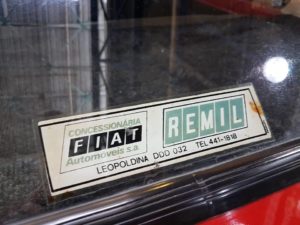 CONCESSIONÁRIA
FIAT
Automóveis s.a.
REMIL
LEOPOLDINA DDD 032 TEL 441-1818